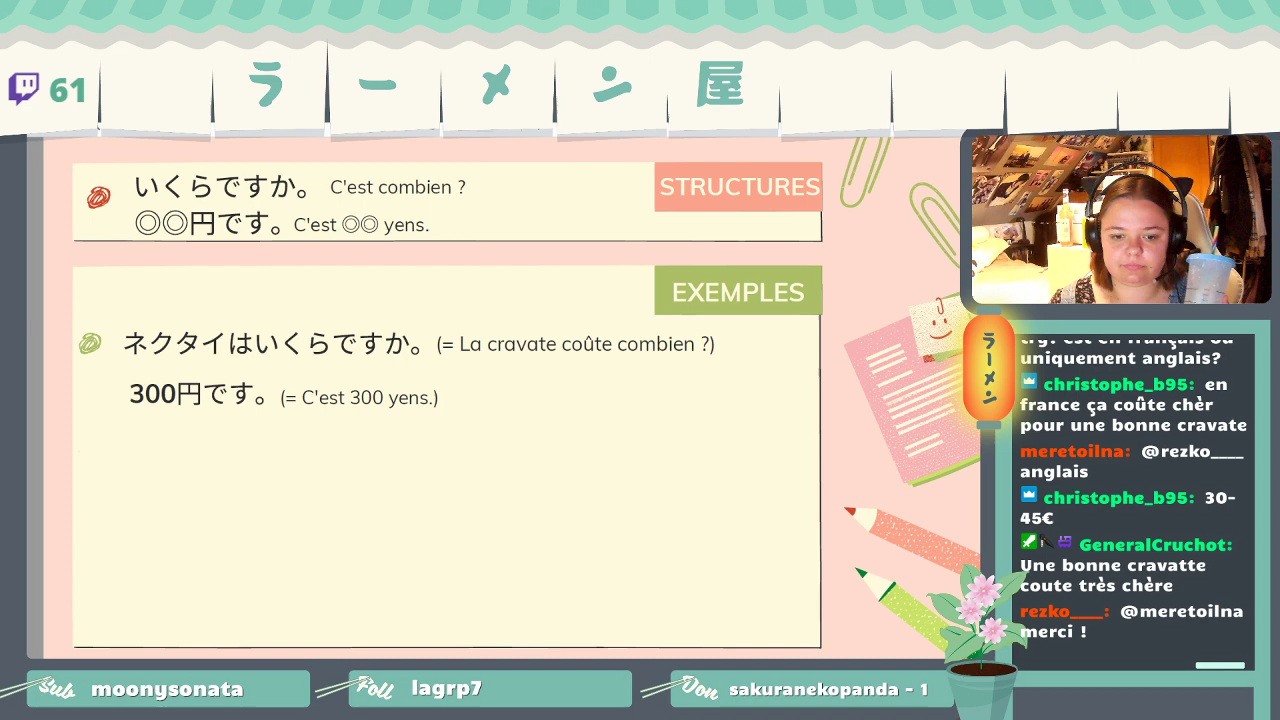 61
ラーメン屋
いくらですか。 C'est combien ?
STRUCTURES
◎◎円です。C'est ◎◎ yens.
EXEMPLES
ネクタイはいくらですか。(= La cravate coûte combien ?)
300円です。(= C'est 300 yens.)
ラーメン
uniquement anglais?
christophe_b95: en
france ça coûte chèr
pour une bonne cravate
meretoilna: @rezko____
anglais
christophe_b95: 30-
45€
GeneralCruchot:
Une bonne cravatte
coute très chère
rezko____: @meretoilna
merci !
Sub moonysonata
Foll lagrp7
Don sakuranekopanda - 1